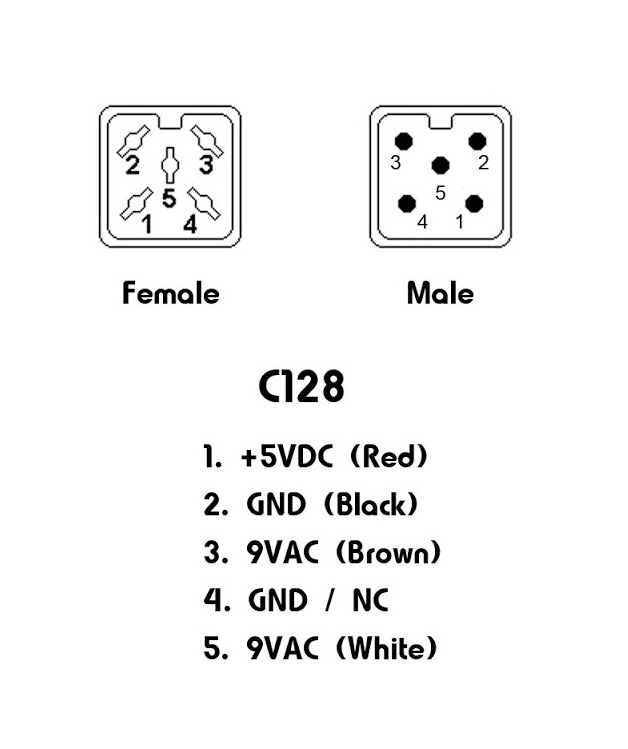 2 3
5
1 4
3 2
5
4 1
Female Male
C128
1. +5VDC (Red)
2. GND (Black)
3. 9VAC (Brown)
4. GND / NC
5. 9VAC (White)